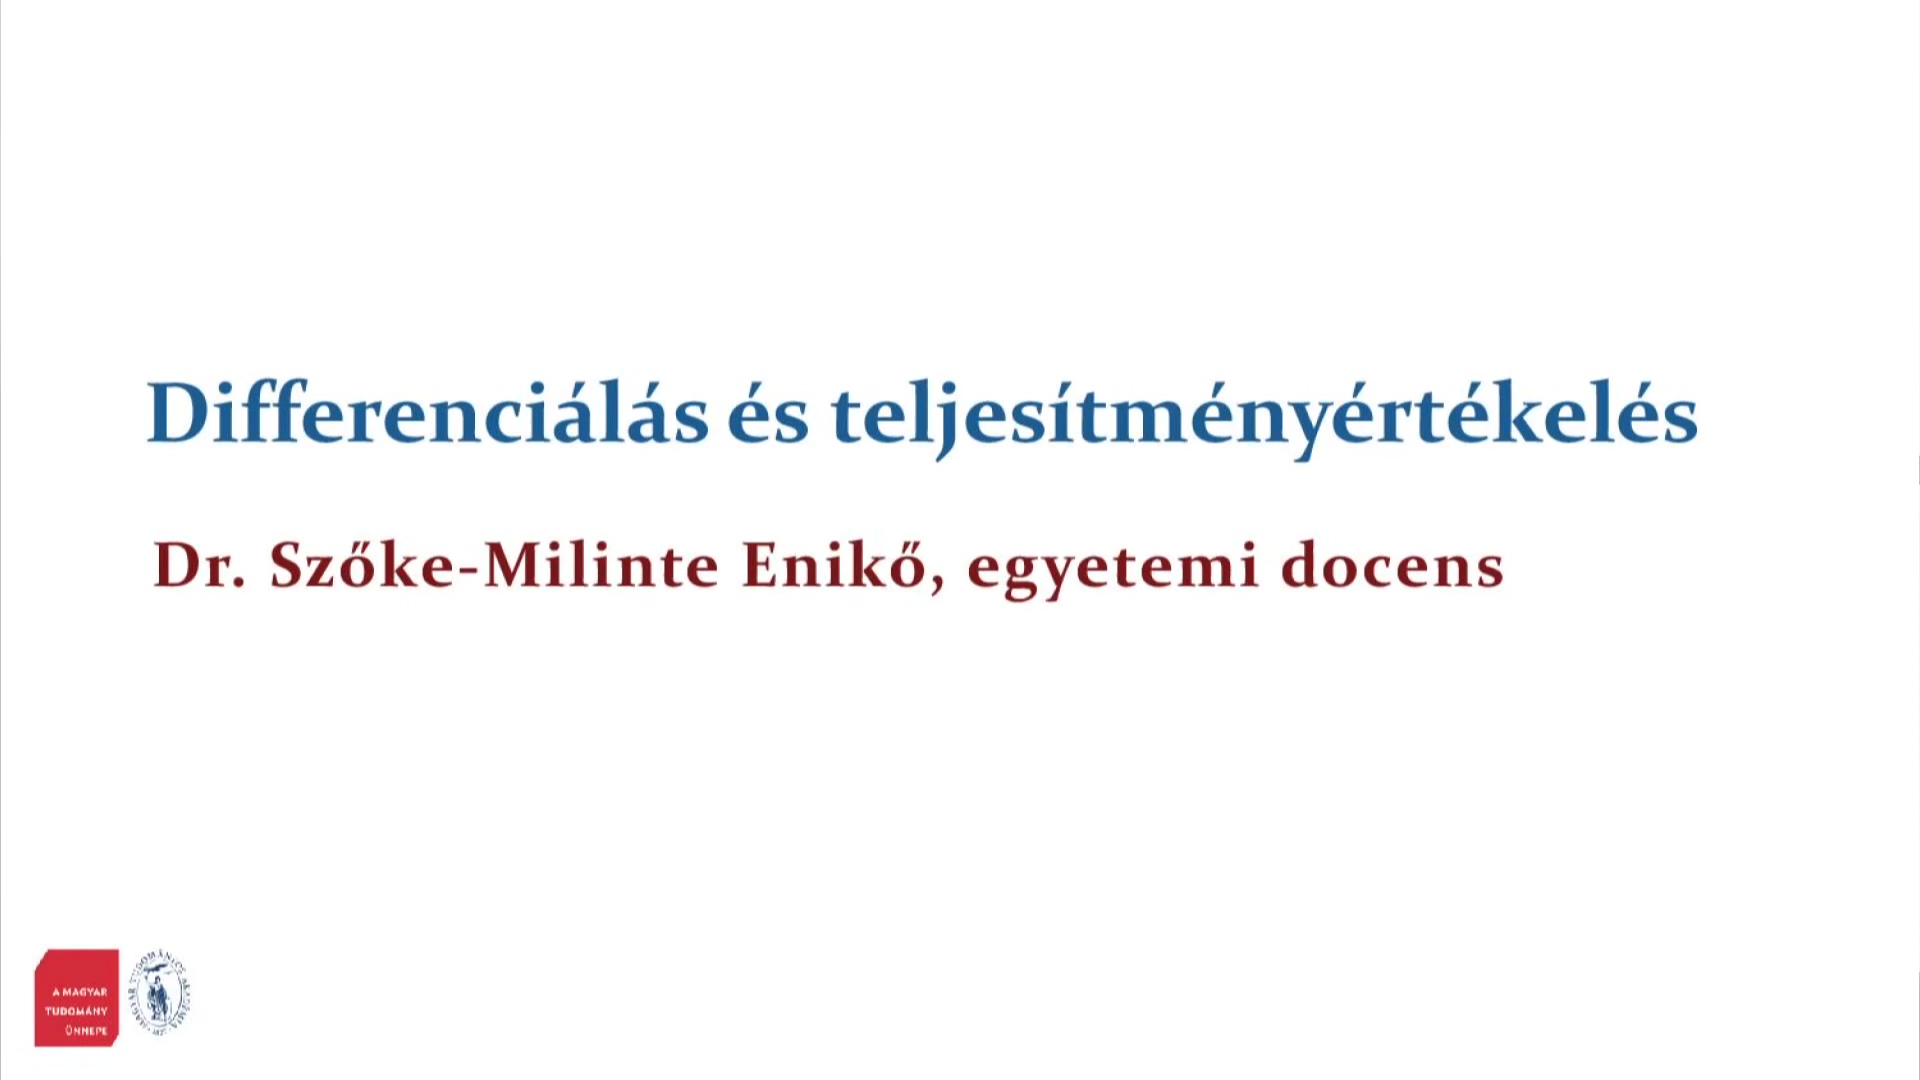 Differenciálás és teljesítményértékelés
Dr. Szőke-Milinte Enikő, egyetemi docens
A MAGYAR
TUDOMÁNY
ÜNNEPE